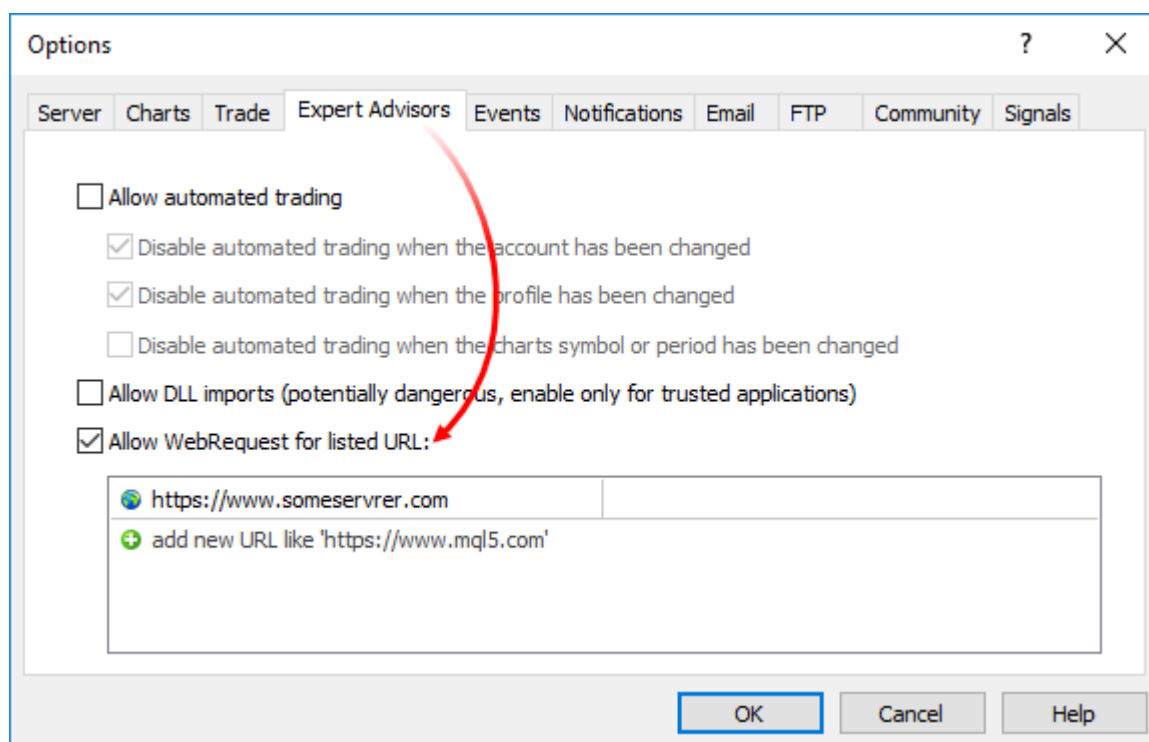 Options
Server Charts Trade Expert Advisors Events Notifications Email FTP Community Signals
Allow automated trading
Disable automated trading when the account has been changed
Disable automated trading when the profile has been changed
Disable automated trading when the charts symbol or period has been changed
Allow DLL imports (potentially dangerous, enable only for trusted applications)
Allow WebRequest for listed URL:
https://www.someservrer.com
add new URL like 'https://www.mql5.com'
OK Cancel Help